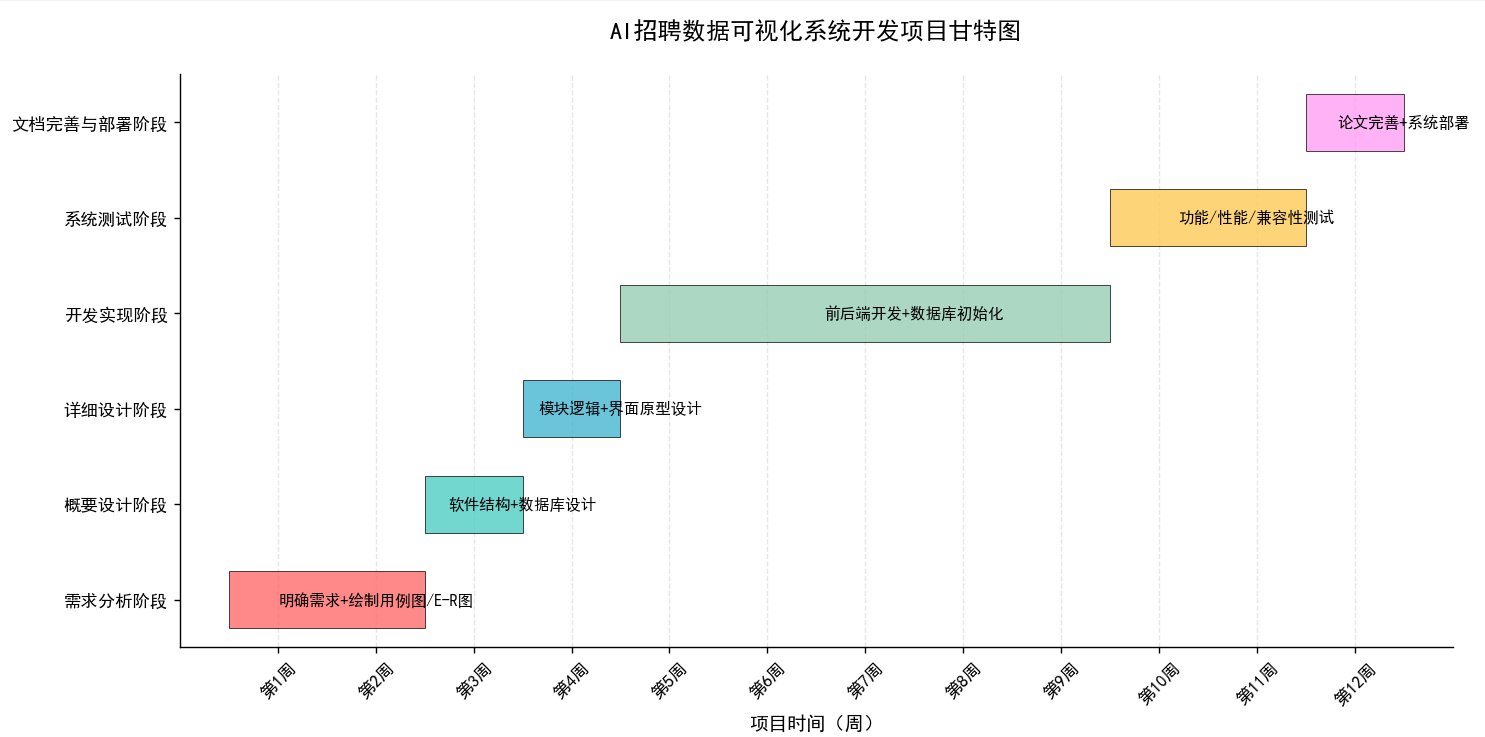 AI招聘数据可视化系统开发项目甘特图
文档完善与部署阶段
论文完善+系统部署
系统测试阶段
功能/性能/兼容性测试
开发实现阶段
前后端开发+数据库初始化
详细设计阶段
模块逻辑+界面原型设计
概要设计阶段
软件结构+数据库设计
需求分析阶段
明确需求+绘制用例图/E-R图
第1周
第2周
第3周
第4周
第5周
第6周
第7周
第8周
第9周
第10周
第11周
第12周
项目时间（周）